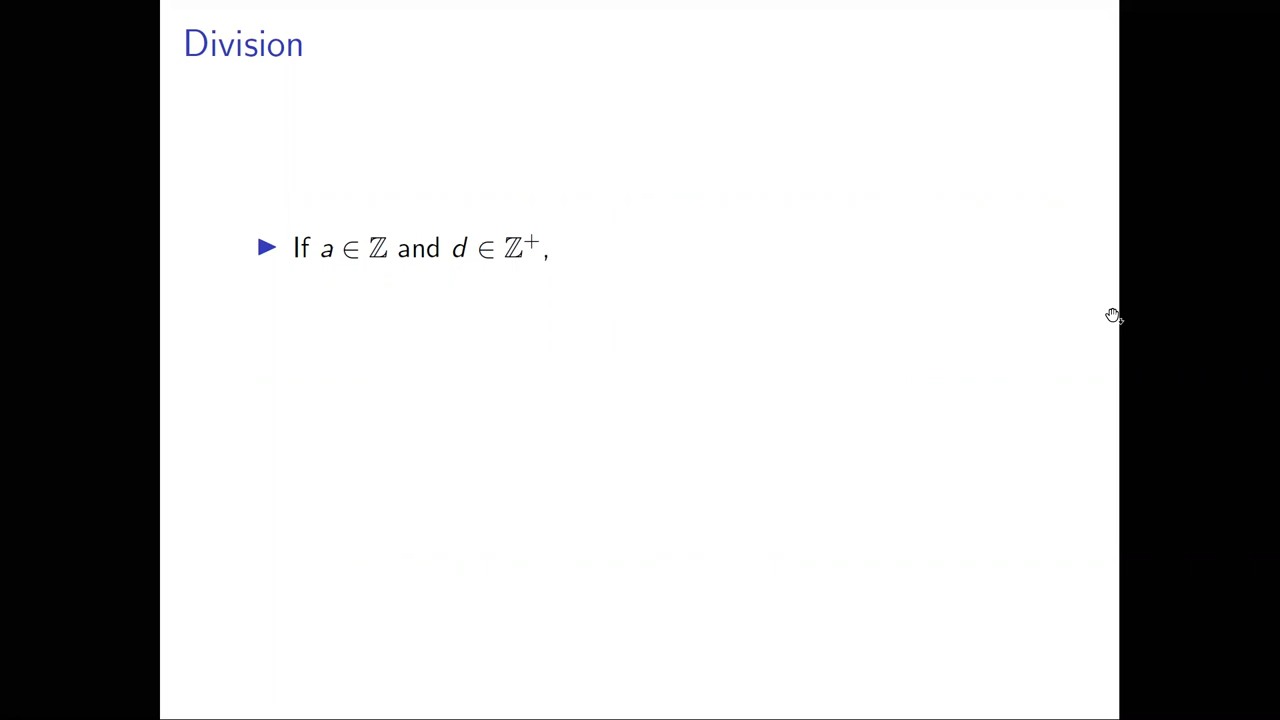 Division
▶ If a ∈ ℤ and d ∈ ℤ⁺,